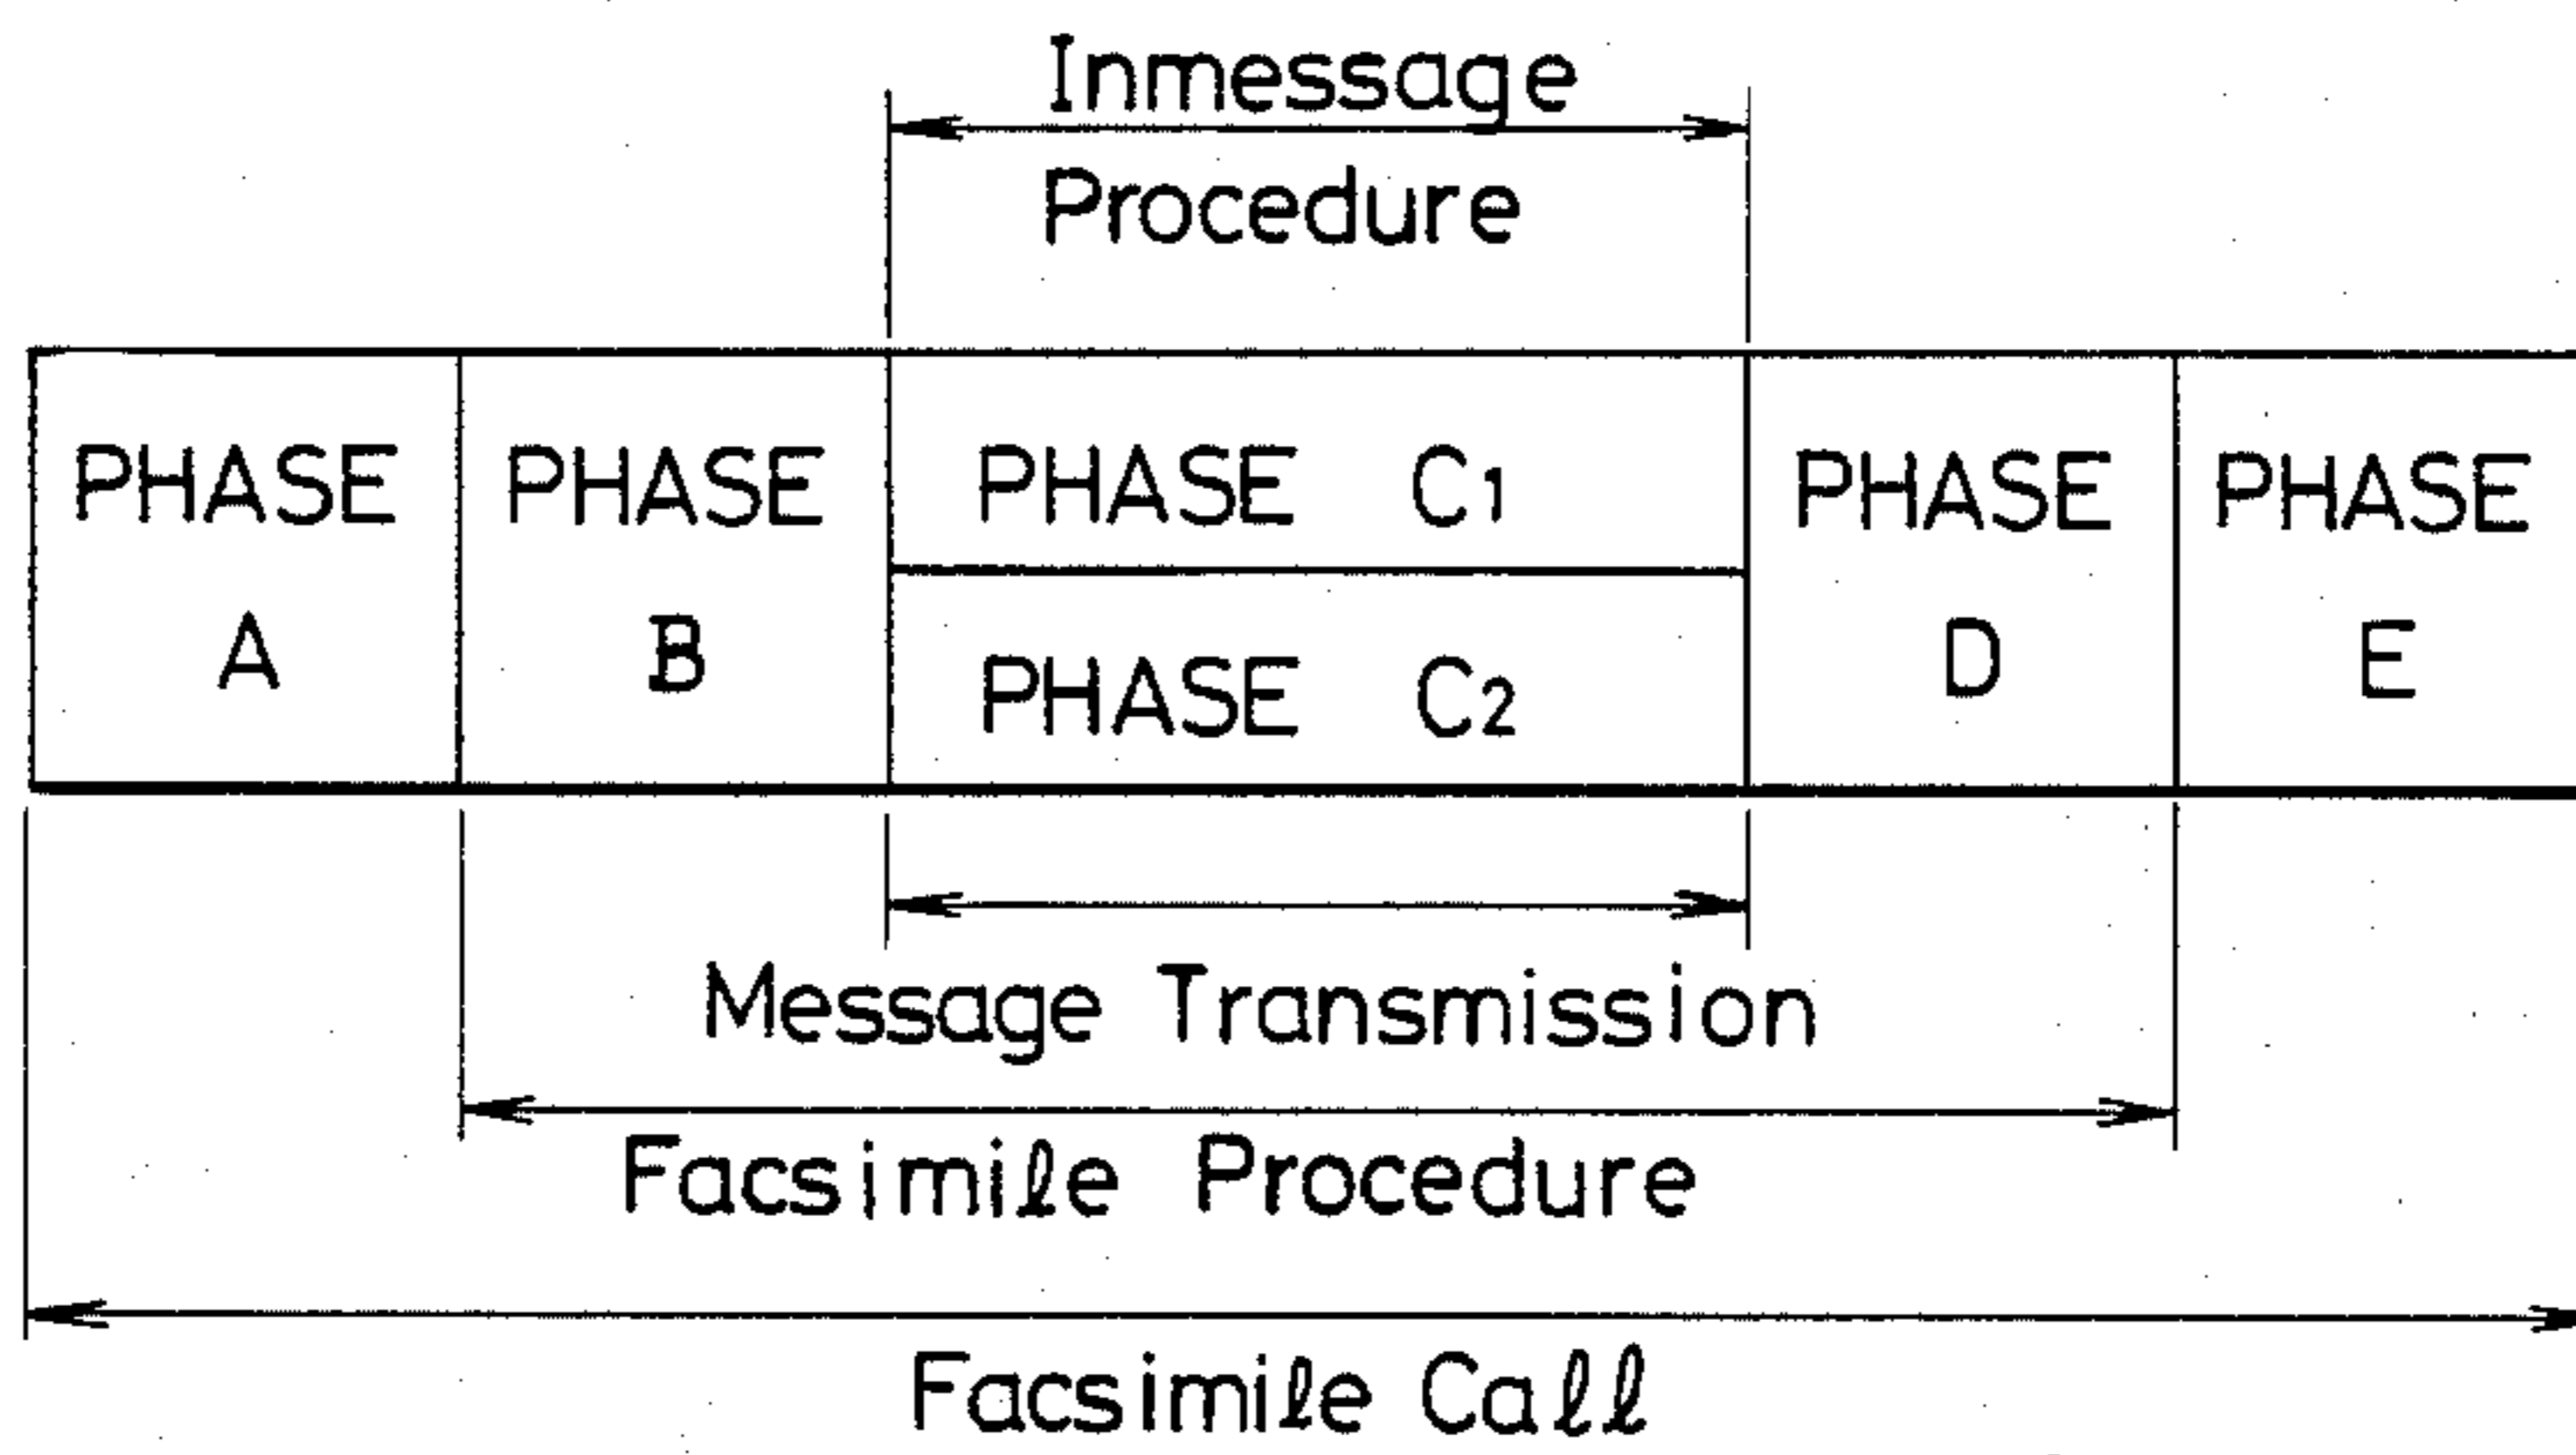 Inmessage
Procedure
PHASE A
PHASE B
PHASE C1
PHASE C2
PHASE D
PHASE E
Message Transmission
Facsimile Procedure
Facsimile Call